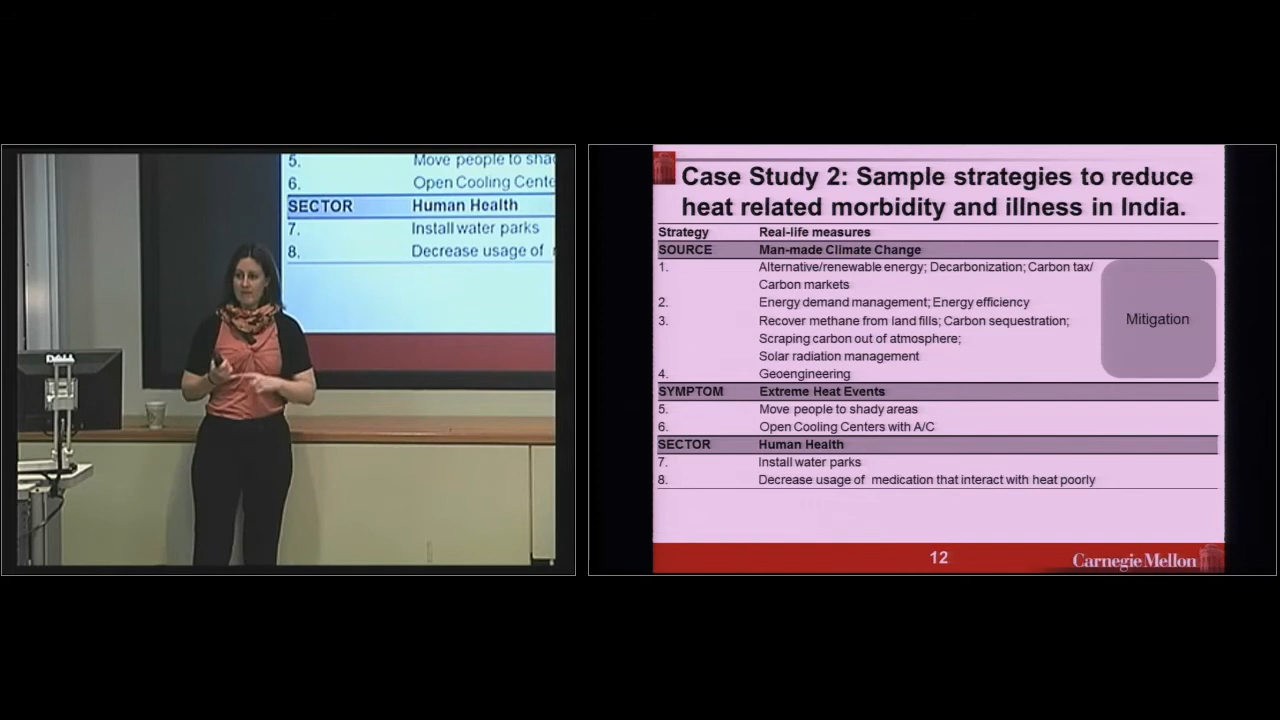 5. Move people to shad
6. Open Cooling Cente
SECTOR Human Health
7. Install water parks
8. Decrease usage of
DELL
Case Study 2: Sample strategies to reduce
heat related morbidity and illness in India.
Strategy Real-life measures
SOURCE Man-made Climate Change
1. Alternative/renewable energy; Decarbonization; Carbon tax/
Carbon markets
2. Energy demand management; Energy efficiency
3. Recover methane from land fills; Carbon sequestration;
Scraping carbon out of atmosphere;
Solar radiation management
4. Geoengineering
Mitigation
SYMPTOM Extreme Heat Events
5. Move people to shady areas
6. Open Cooling Centers with A/C
SECTOR Human Health
7. Install water parks
8. Decrease usage of medication that interact with heat poorly
12
Carnegie Mellon